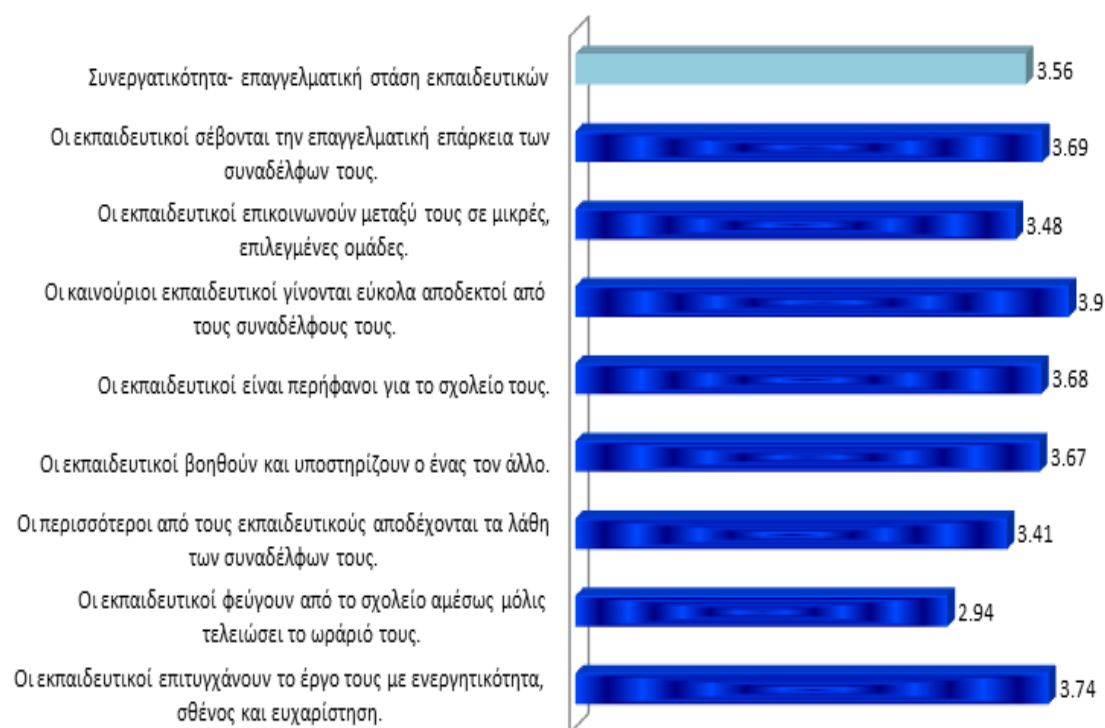 Συνεργατικότητα- επαγγελματική στάση εκπαιδευτικών
3.56
Οι εκπαιδευτικοί σέβονται την επαγγελματική επάρκεια των
συναδέλφων τους.
3.69
Οι εκπαιδευτικοί επικοινωνούν μεταξύ τους σε μικρές,
επιλεγμένες ομάδες.
3.48
Οι καινούριοι εκπαιδευτικοί γίνονται εύκολα αποδεκτοί από
τους συναδέλφους τους.
3.9
Οι εκπαιδευτικοί είναι περήφανοι για το σχολείο τους.
3.68
Οι εκπαιδευτικοί βοηθούν και υποστηρίζουν ο ένας τον άλλο.
3.67
Οι περισσότεροι από τους εκπαιδευτικούς αποδέχονται τα λάθη
των συναδέλφων τους.
3.41
Οι εκπαιδευτικοί φεύγουν από το σχολείο αμέσως μόλις
τελειώσει το ωράριό τους.
2.94
Οι εκπαιδευτικοί επιτυγχάνουν το έργο τους με ενεργητικότητα,
σθένος και ευχαρίστηση.
3.74